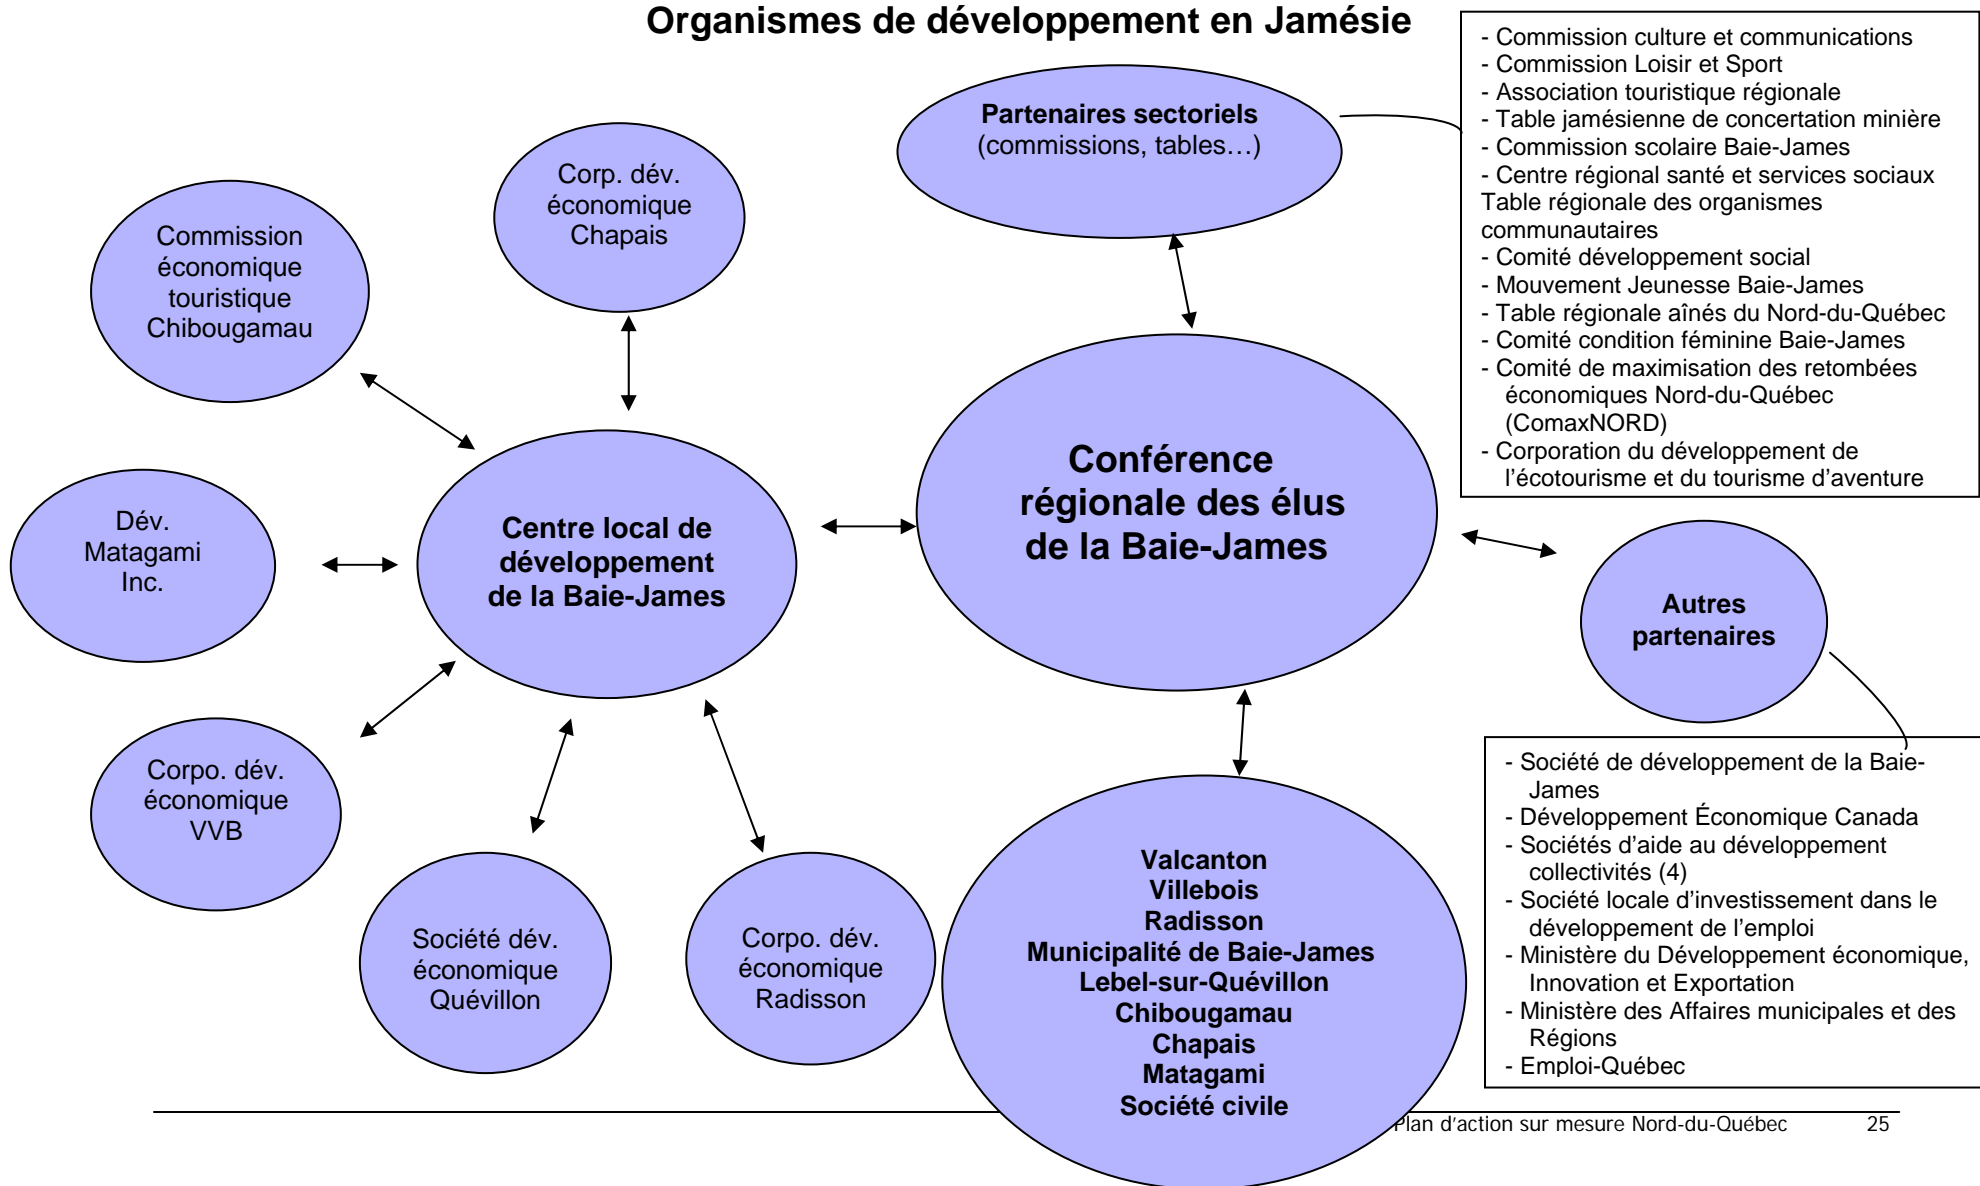 Organismes de développement en Jamésie
- Commission culture et communications
- Commission Loisir et Sport
- Association touristique régionale
- Table jamésienne de concertation minière
- Commission scolaire Baie-James
- Centre régional santé et services sociaux
Table régionale des organismes
communautaires
- Comité développement social
- Mouvement Jeunesse Baie-James
- Table régionale aînés du Nord-du-Québec
- Comité condition féminine Baie-James
- Comité de maximisation des retombées
économiques Nord-du-Québec
(ComaxNORD)
- Corporation du développement de
l'écotourisme et du tourisme d'aventure
Partenaires sectoriels
(commissions, tables…)
Corp. dév.
économique
Chapais
Commission
économique
touristique
Chibougamau
Dév.
Matagami
Inc.
Centre local de
développement
de la Baie-James
Conférence
régionale des élus
de la Baie-James
Autres
partenaires
Corpo. dév.
économique
VVB
Société dév.
économique
Quévillon
Corpo. dév.
économique
Radisson
Valcanton
Villebois
Radisson
Municipalité de Baie-James
Lebel-sur-Quévillon
Chibougamau
Chapais
Matagami
Société civile
- Société de développement de la Baie-
James
- Développement Économique Canada
- Sociétés d'aide au développement
collectivités (4)
- Société locale d'investissement dans le
développement de l'emploi
- Ministère du Développement économique,
Innovation et Exportation
- Ministère des Affaires municipales et des
Régions
- Emploi-Québec
Plan d'action sur mesure Nord-du-Québec 25